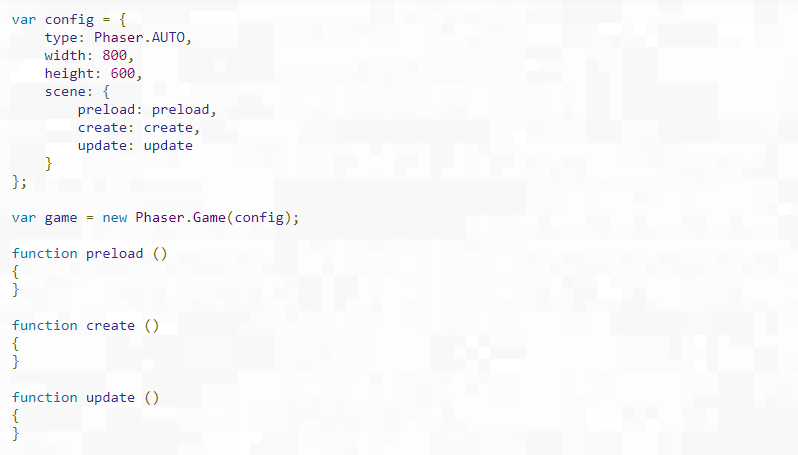 var config = {
    type: Phaser.AUTO,
    width: 800,
    height: 600,
    scene: {
        preload: preload,
        create: create,
        update: update
    }
};

var game = new Phaser.Game(config);

function preload ()
{
}

function create ()
{
}

function update ()
{
}